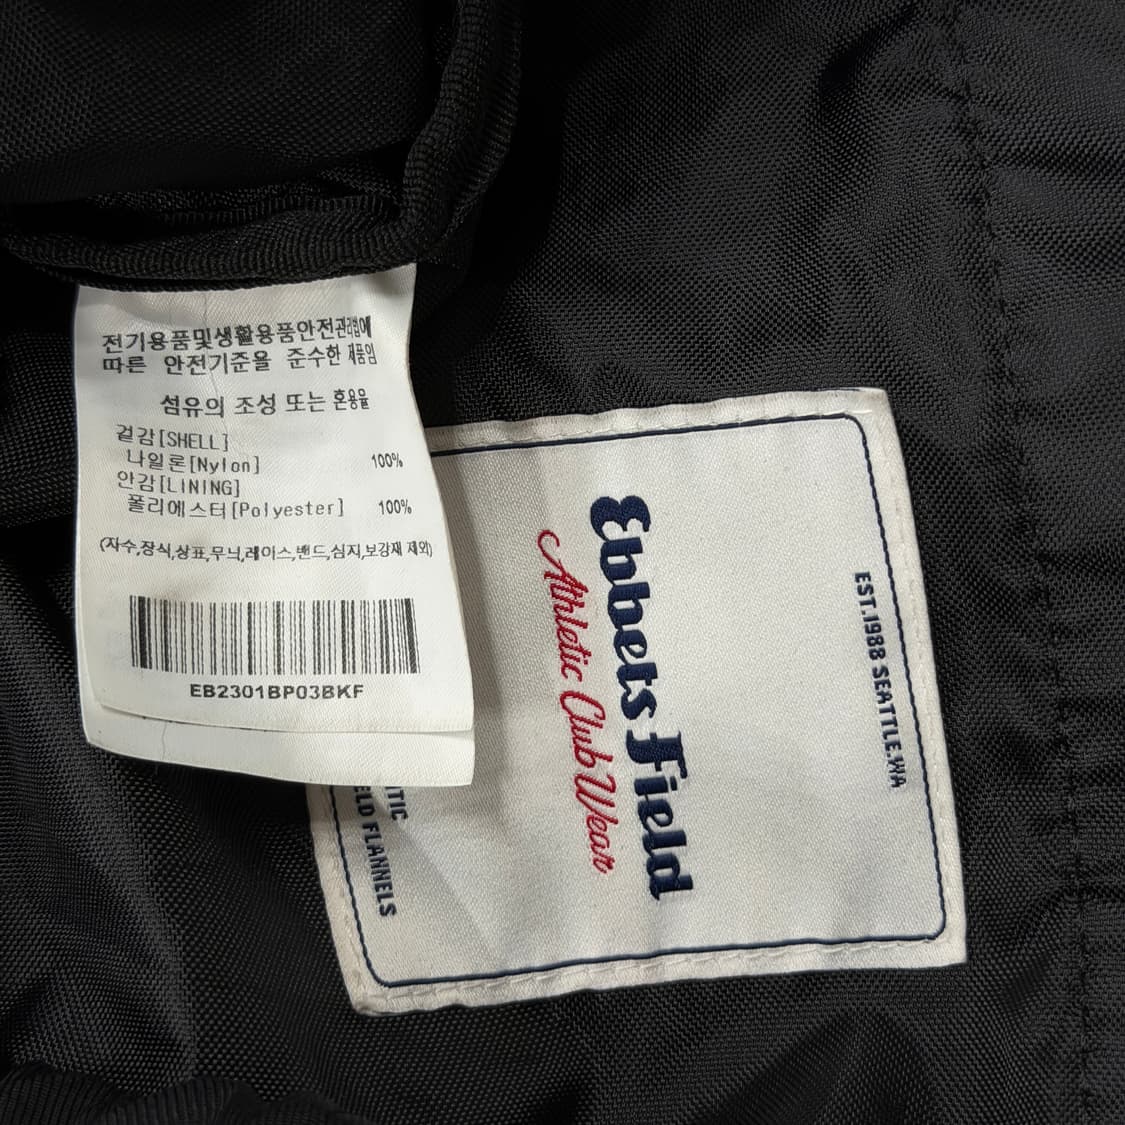 전기용품및생활용품안전관리법에
따른 안전기준을 준수한 제품임
섬유의 조성 또는 혼용율
겉감[SHELL]
나일론[Nylon] 100%
안감[LINING]
폴리에스터[Polyester] 100%
(자수,장식,상표,무늬,레이스,밴드,심지,보강재 제외)
EB2301BP03BKF
EST.1988 SEATTLE.WA
Ebbets Field
Athletic Club Wear
FLANNELS